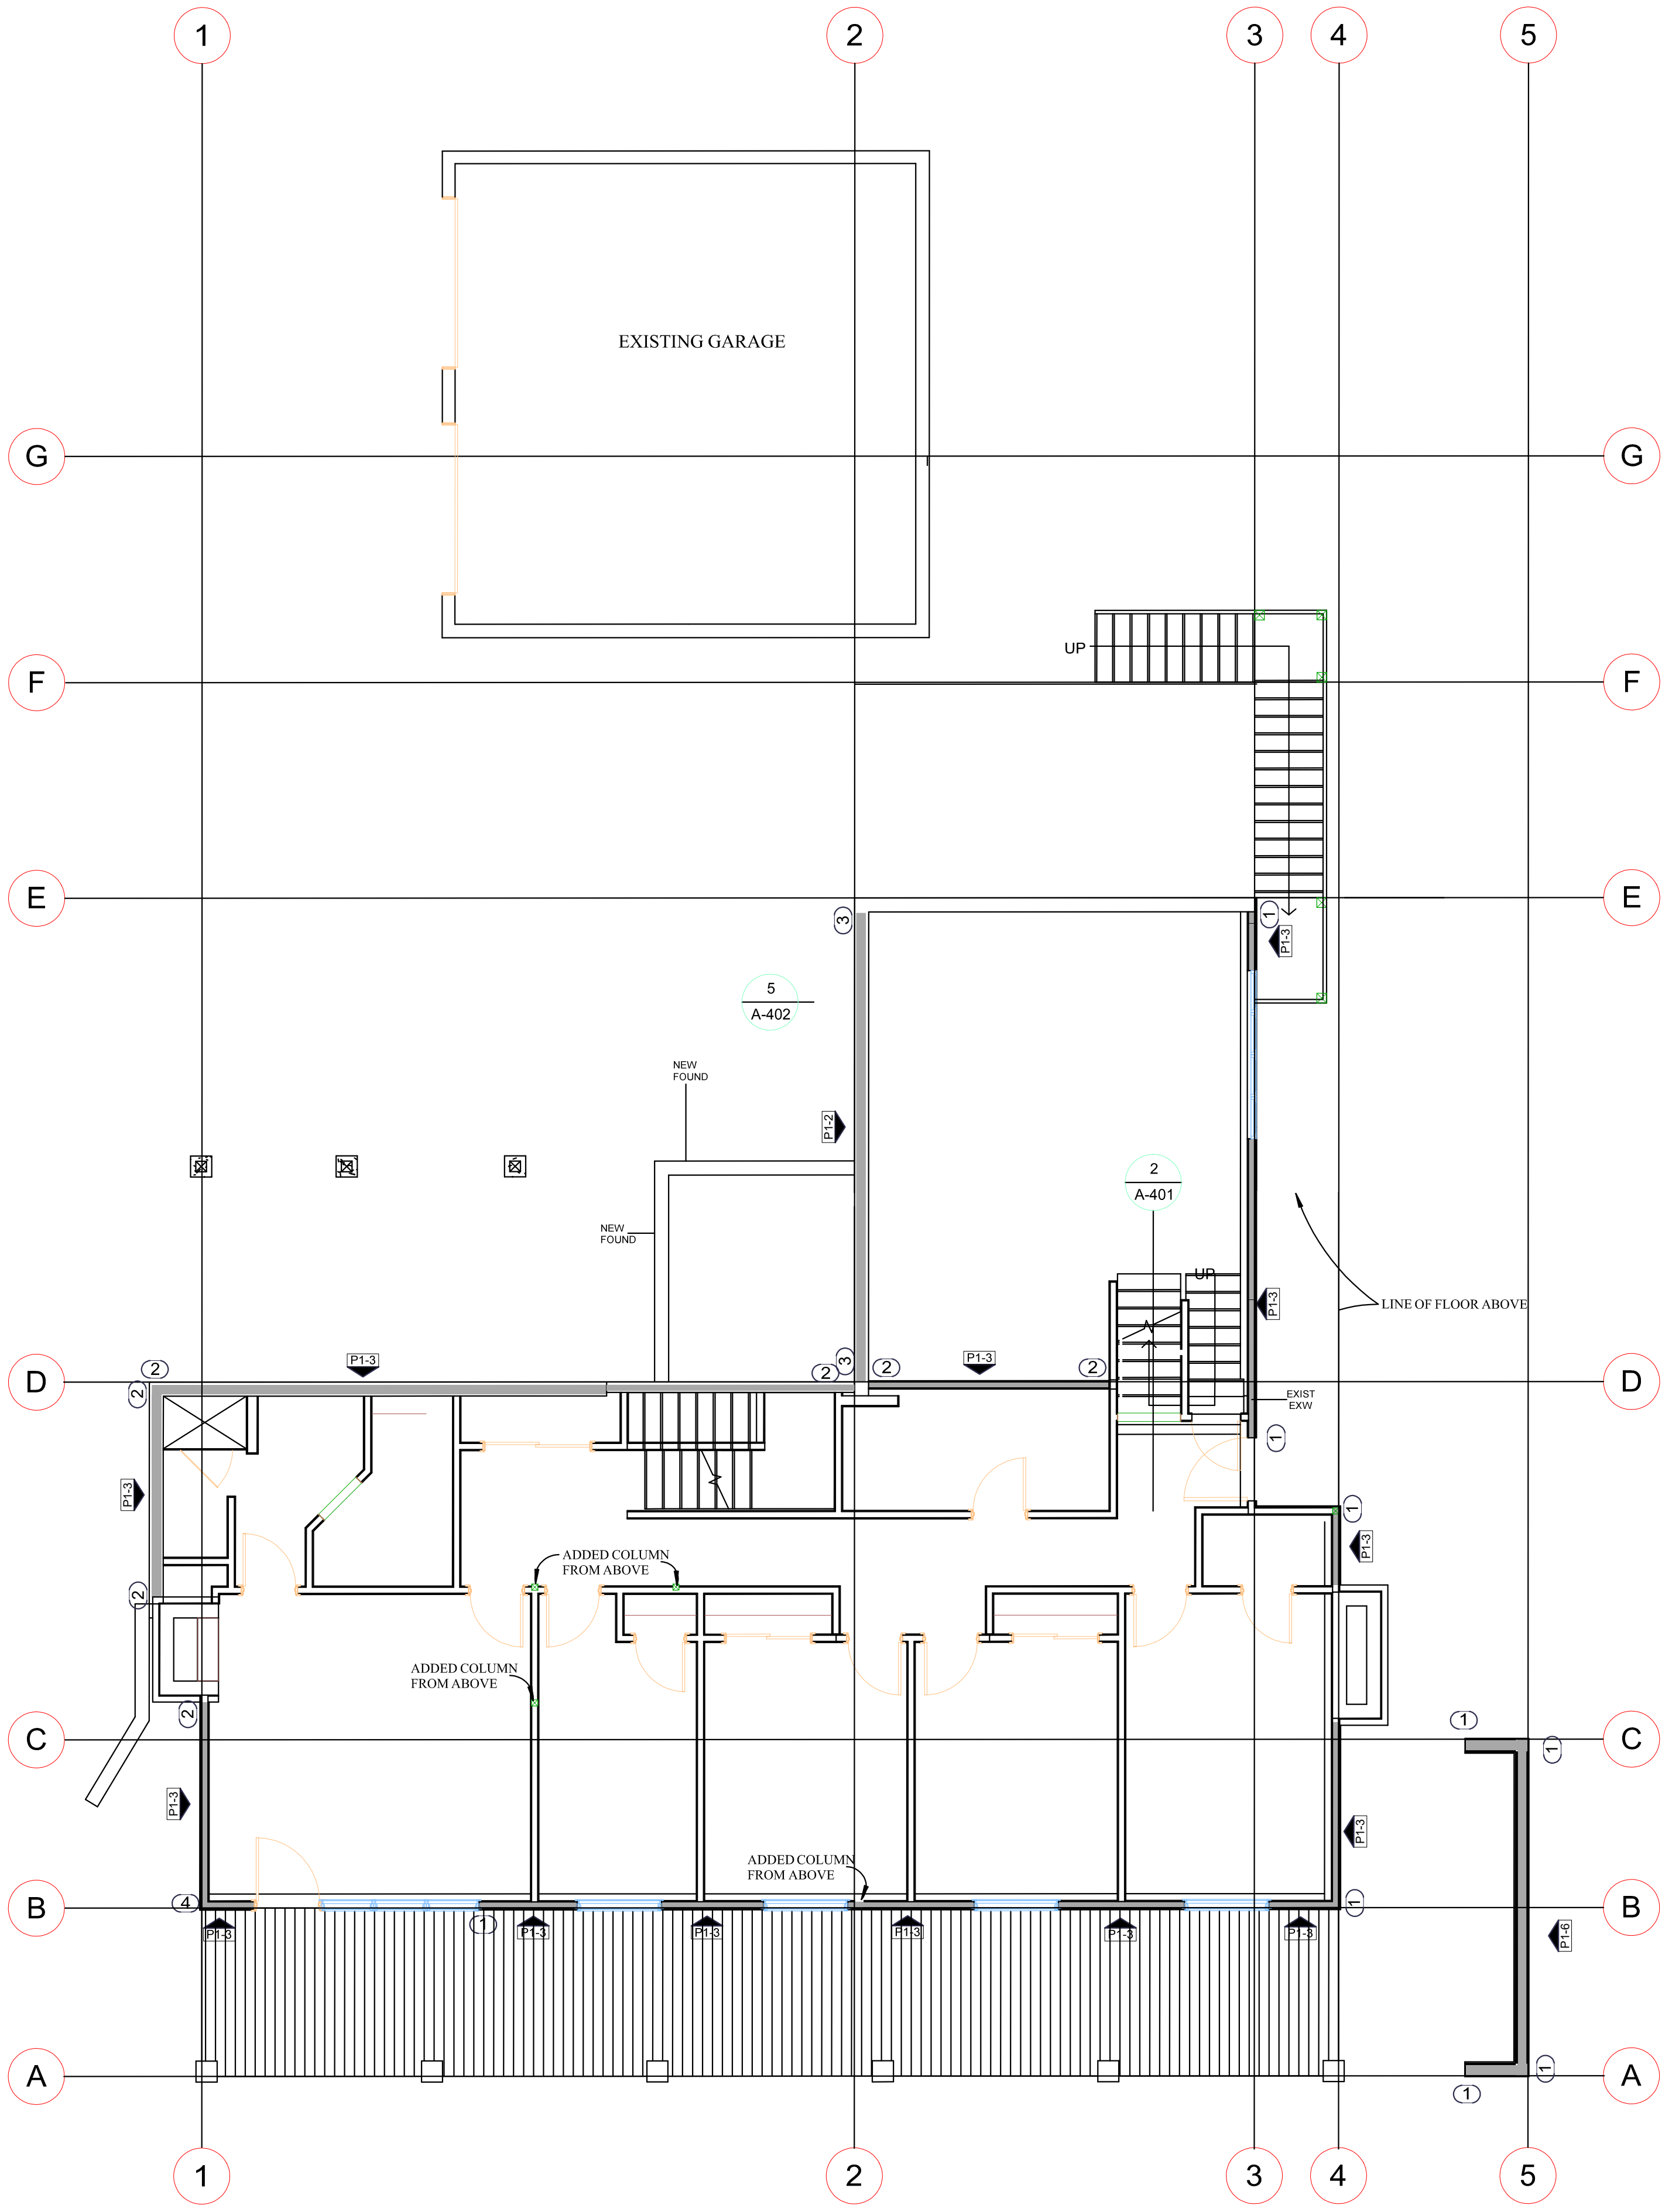 1 2 3 4 5
EXISTING GARAGE
G G
UP
F F
E E
3 1
P1-3
5
A-402
NEW
FOUND
P1-2
2
A-401
NEW
FOUND
UP
P1-3
LINE OF FLOOR ABOVE
D D
2 P1-3 2 3 2 P1-3 2
2
EXIST
EXW
1
P1-3
1
P1-3
ADDED COLUMN
FROM ABOVE
2
ADDED COLUMN
FROM ABOVE
2
C C
1 1
P1-3
P1-3
ADDED COLUMN
FROM ABOVE
B B
4 1 1
P1-3 P1-3 P1-3 P1-3 P1-3 P1-3
P1-6
A A
1 1
1 2 3 4 5